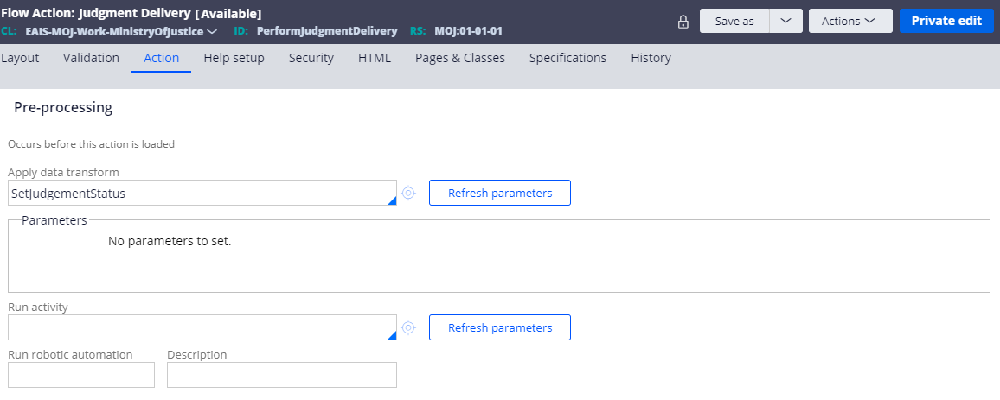 Flow Action: Judgment Delivery [Available]
CL: EAIS-MOJ-Work-MinistryOfJustice ID: PerformJudgmentDelivery RS: MOJ:01-01-01
Save as
Actions
Private edit
Layout Validation Action Help setup Security HTML Pages & Classes Specifications History
Pre-processing
Occurs before this action is loaded
Apply data transform
SetJudgementStatus
Refresh parameters
Parameters
No parameters to set.
Run activity
Refresh parameters
Run robotic automation Description